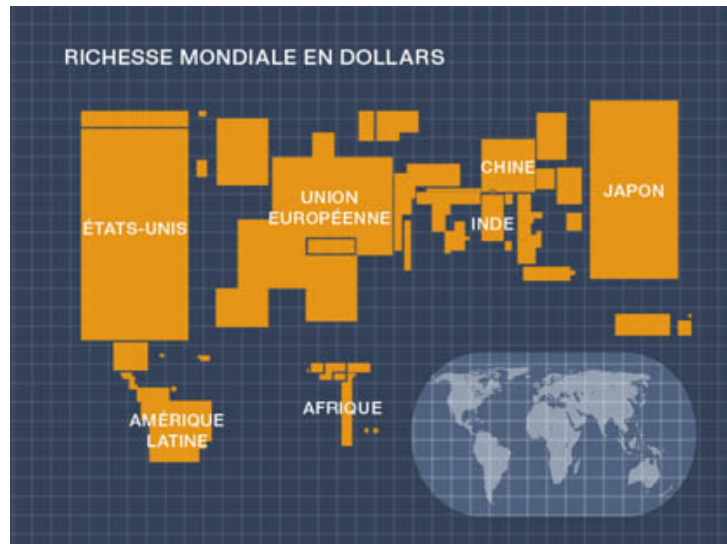 RICHESSE MONDIALE EN DOLLARS
ÉTATS-UNIS
UNION
EUROPÉENNE
CHINE
INDE
JAPON
AMÉRIQUE
LATINE
AFRIQUE